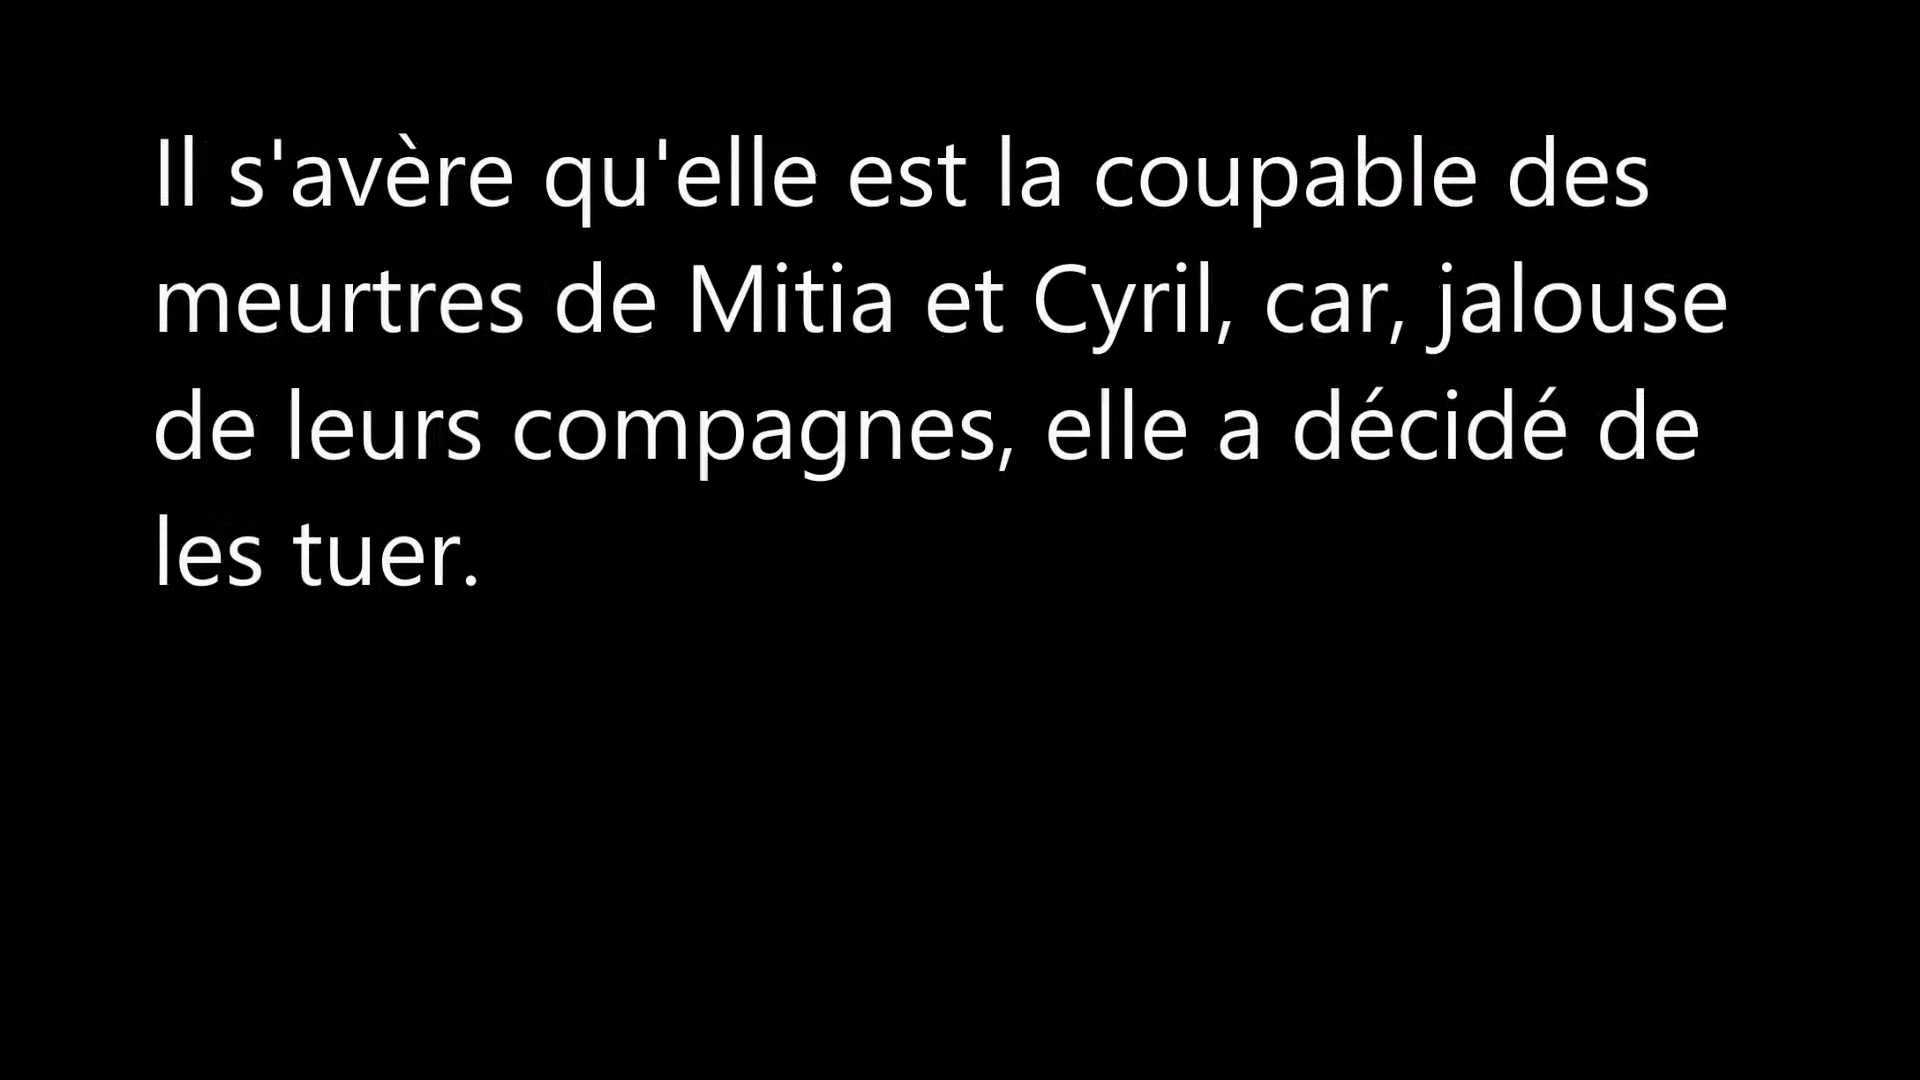 Il s'avère qu'elle est la coupable des
meurtres de Mitia et Cyril, car, jalouse
de leurs compagnes, elle a décidé de
les tuer.